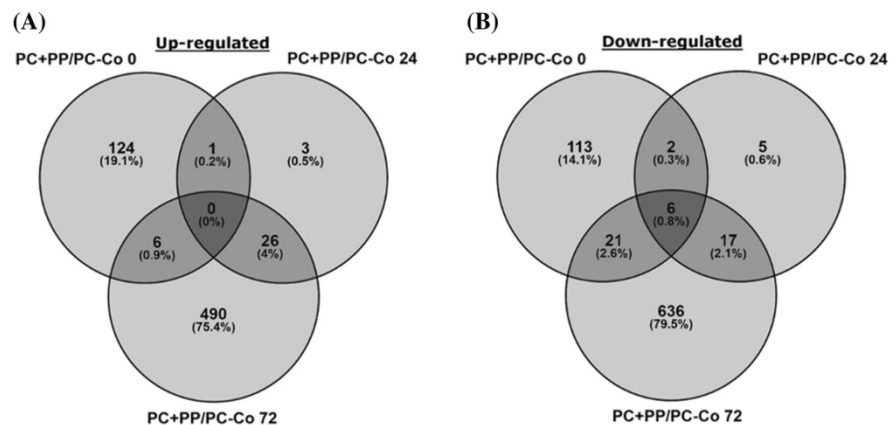 (A)
Up-regulated
PC+PP/PC-Co 0
PC+PP/PC-Co 24
124
(19.1%)
1
(0.2%)
3
(0.5%)
0
(0%)
6
(0.9%)
26
(4%)
490
(75.4%)
PC+PP/PC-Co 72
(B)
Down-regulated
PC+PP/PC-Co 0
PC+PP/PC-Co 24
113
(14.1%)
2
(0.3%)
5
(0.6%)
6
(0.8%)
21
(2.6%)
17
(2.1%)
636
(79.5%)
PC+PP/PC-Co 72